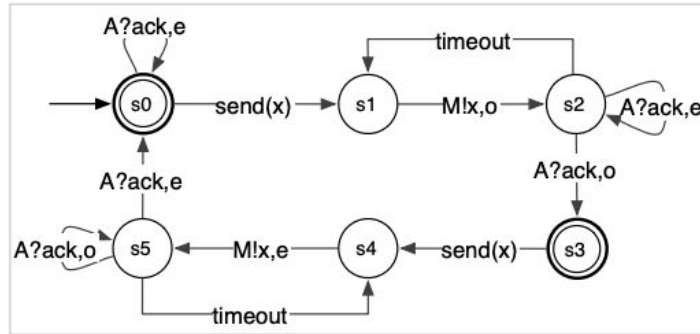 A?ack,e
timeout
s0
send(x)
s1
M!x,o
s2
A?ack,e
A?ack,e
A?ack,o
A?ack,o
s5
M!x,e
s4
send(x)
s3
timeout